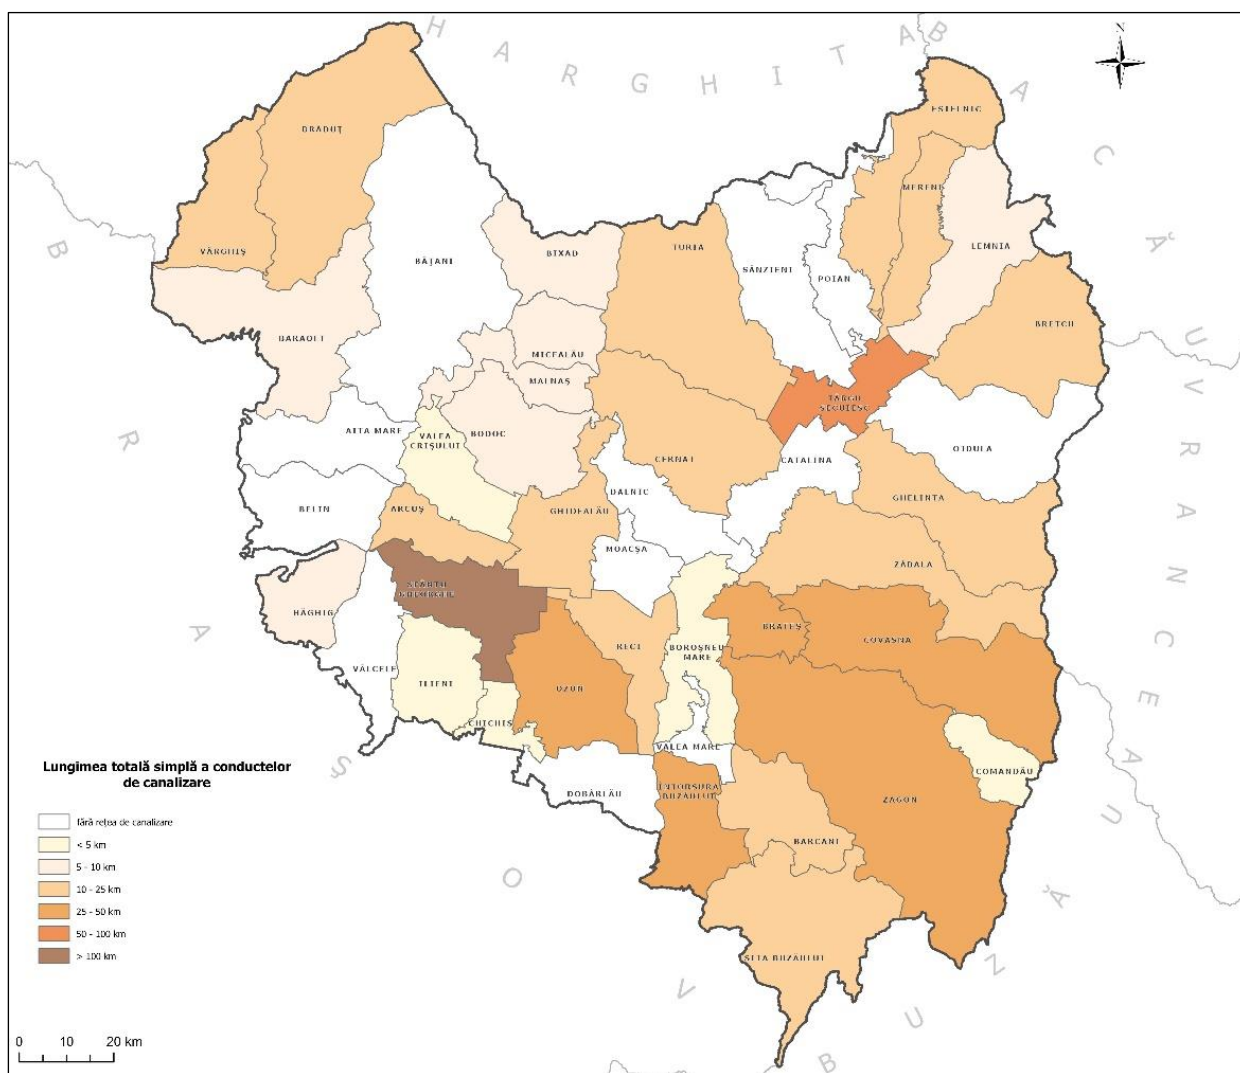 HARGHITA
BACĂU
N
ESTELNIC
BRĂDUȚ
MERENI
LEMNIA
TURIA
BIXAD
VÂRGHIȘ
BĂȚANI
SÂNZIENI
POIAN
BRETCU
BARAOLT
MICFALĂU
MALNAȘ
TÂRGU
SECUIESC
AITA MARE
VALEA
CRIȘULUI
BODOC
CERNAT
CATALINA
OJDULA
DALNIC
GHELINTA
BELIN
ARCUȘ
GHIDFALĂU
MOACȘA
ZĂBALA
SFÂNTU
GHEORGHE
HĂGHIG
BRATEȘ
COVASNA
RECI
BOROȘNEU
MARE
VÂLCELE
ILIENI
OZUN
CHICHIȘ
VALEA MARE
COMANDĂU
DOBÂRLĂU
ÎNTORSURA
BUZĂULUI
ZAGON
BARCANI
SITA BUZĂULUI
BRAȘOV
VRANCEA
BUZĂU
Lungimea totală simplă a conductelor
de canalizare
fără rețea de canalizare
< 5 km
5 - 10 km
10 - 25 km
25 - 50 km
50 - 100 km
> 100 km
0 10 20 km